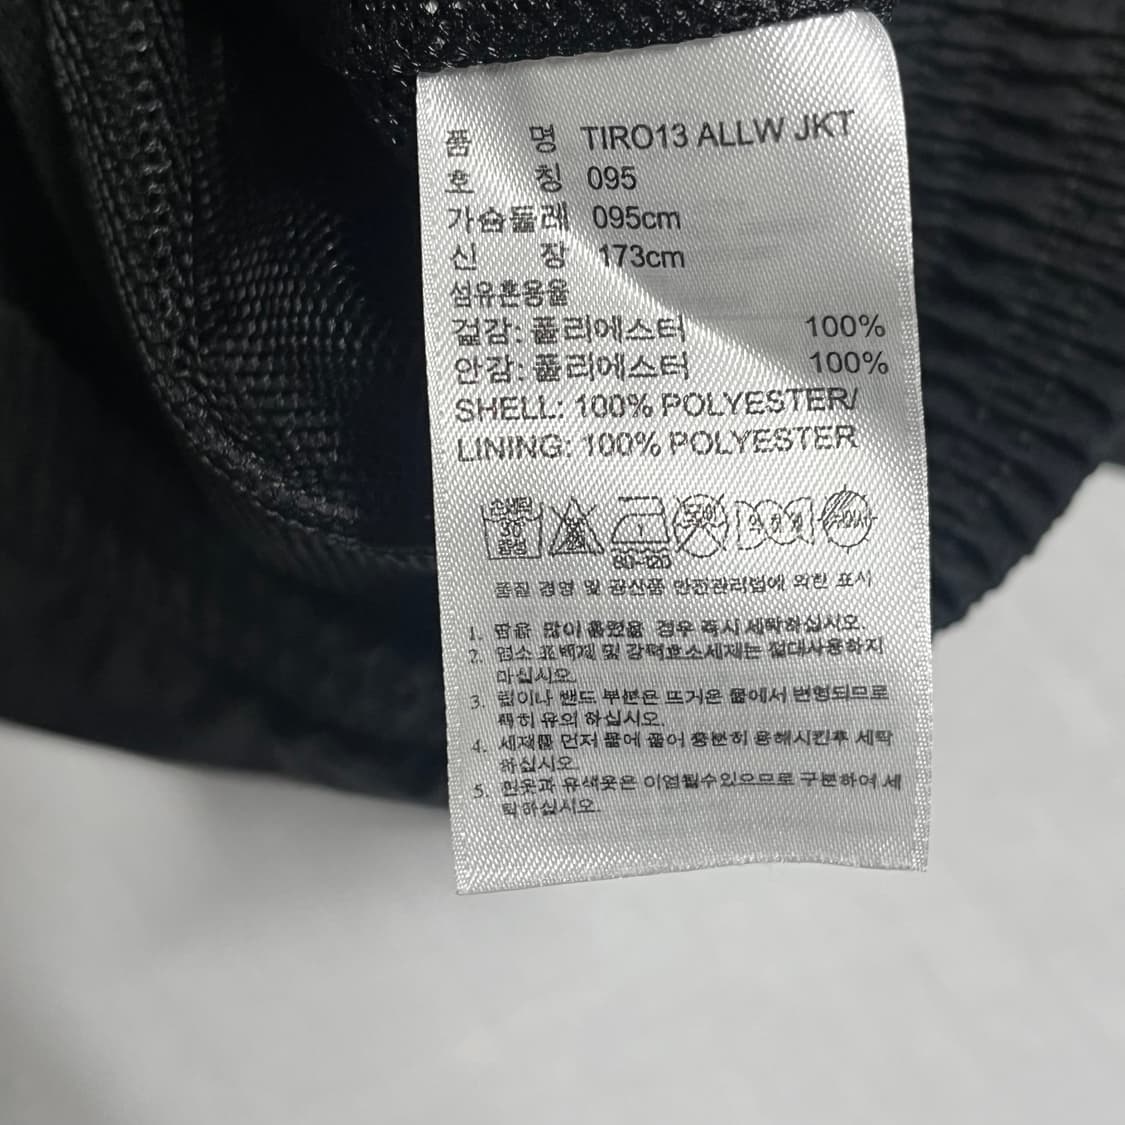 품 명 TIRO13 ALLW JKT
호 칭 095
가슴둘레 095cm
신 장 173cm
섬유혼용율
겉감: 폴리에스터 100%
안감: 폴리에스터 100%
SHELL: 100% POLYESTER/
LINING: 100% POLYESTER
80~120
품질 경영 및 공산품 안전관리법에 의한 표시
1. 땀을 많이 흘렸을 경우 즉시 세탁하십시오.
2. 염소 표백제 및 강력효소세제는 절대사용하지
마십시오.
3. 립이나 밴드 부분은 뜨거운 물에서 변형되므로
특히 유의 하십시오.
4. 세제를 먼저 물에 풀어 충분히 용해시킨후 세탁
하십시오.
5. 흰옷과 유색옷은 이염될수있으므로 구분하여 세
탁하십시오.